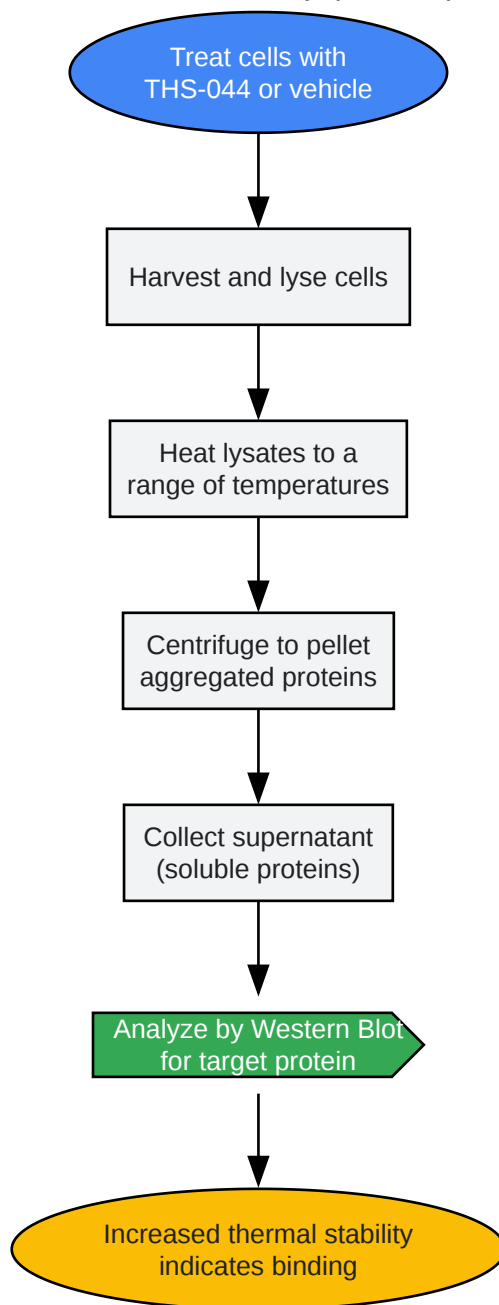 Treat cells with
THS-044 or vehicle
Harvest and lyse cells
Heat lysates to a
range of temperatures
Centrifuge to pellet
aggregated proteins
Collect supernatant
(soluble proteins)
Analyze by Western Blot
for target protein
Increased thermal stability
indicates binding